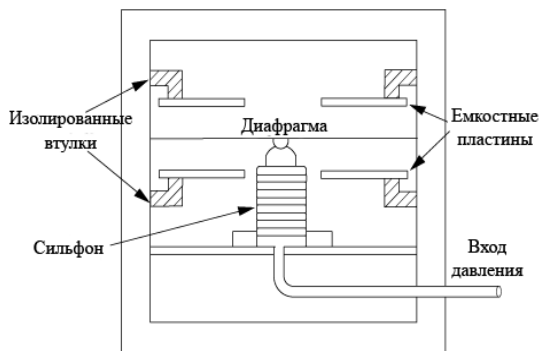 Диафрагма
Изолированные
втулки
Емкостные
пластины
Сильфон
Вход
давления